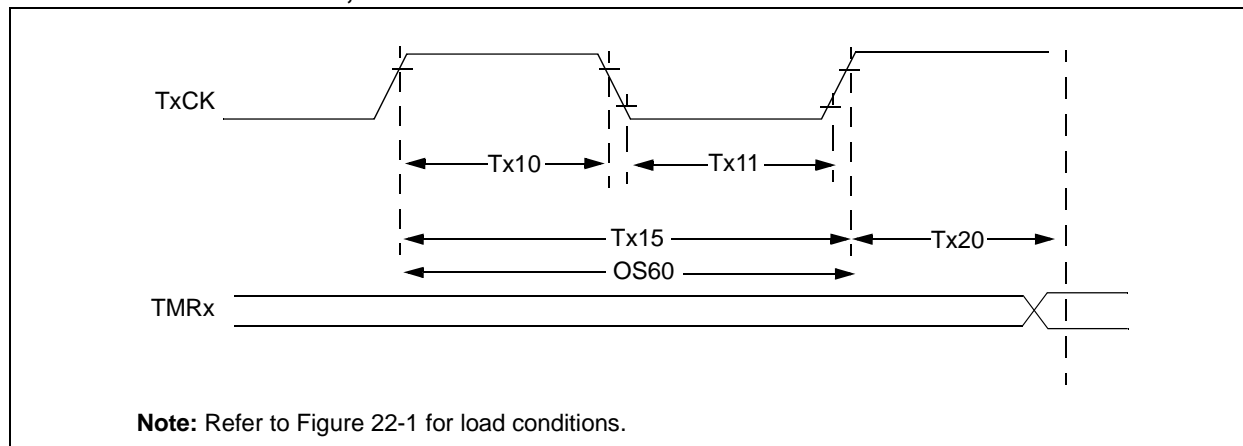 TxCK
Tx10
Tx11
Tx15
Tx20
OS60
TMRx
Note: Refer to Figure 22-1 for load conditions.